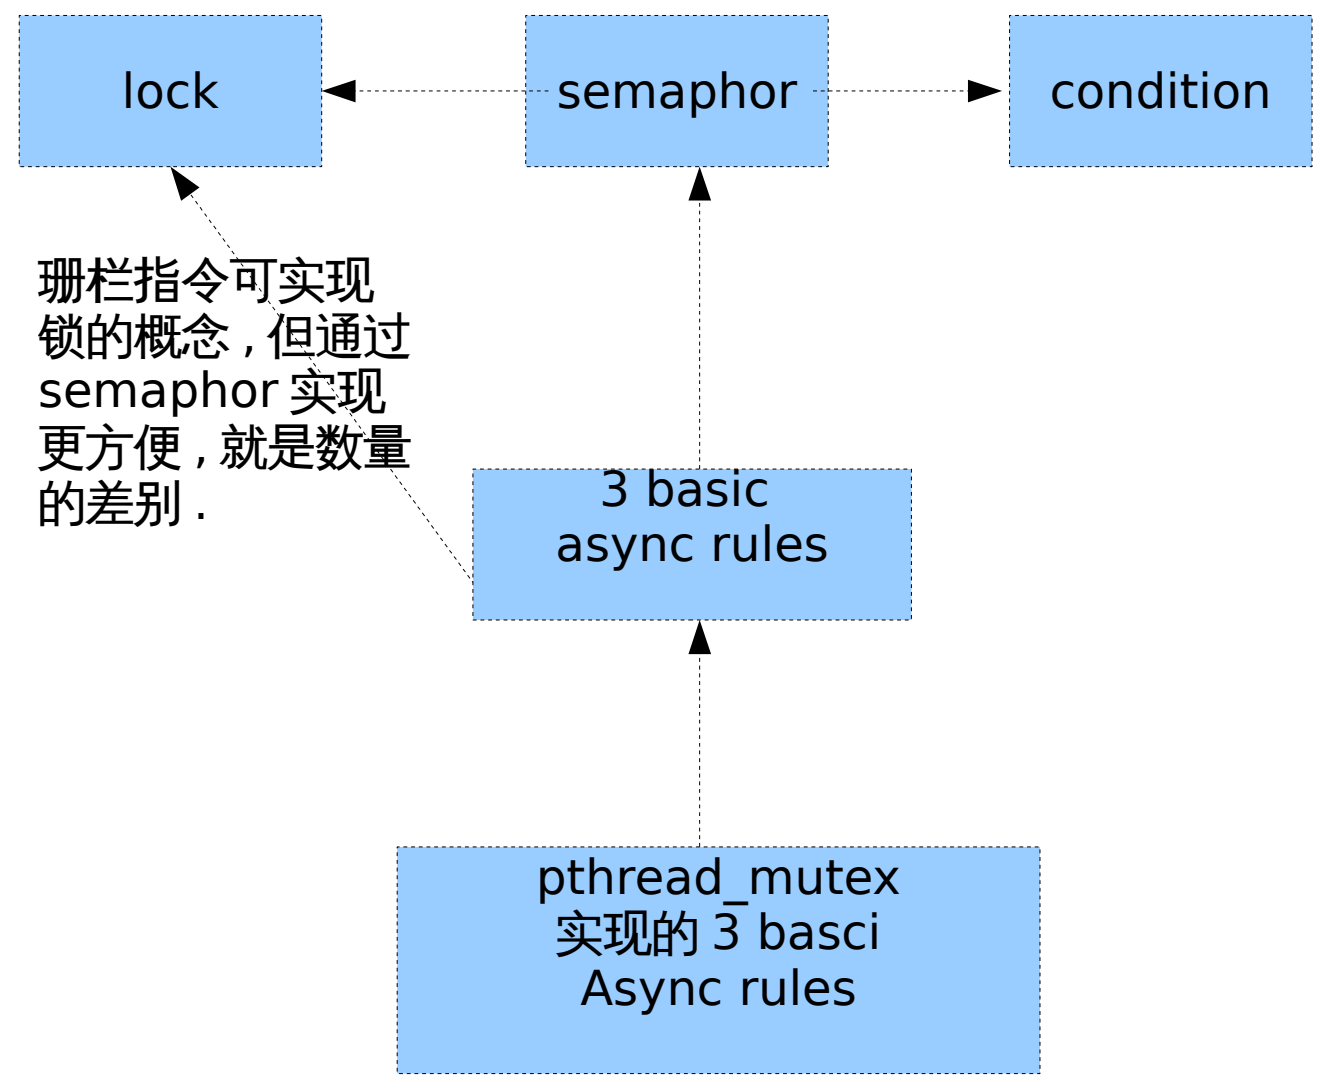 lock
semaphor
condition
珊栏指令可实现
锁的概念 , 但通过
semaphor 实现
更方便 , 就是数量
的差别 .
3 basic
async rules
pthread_mutex
实现的 3 basci
Async rules